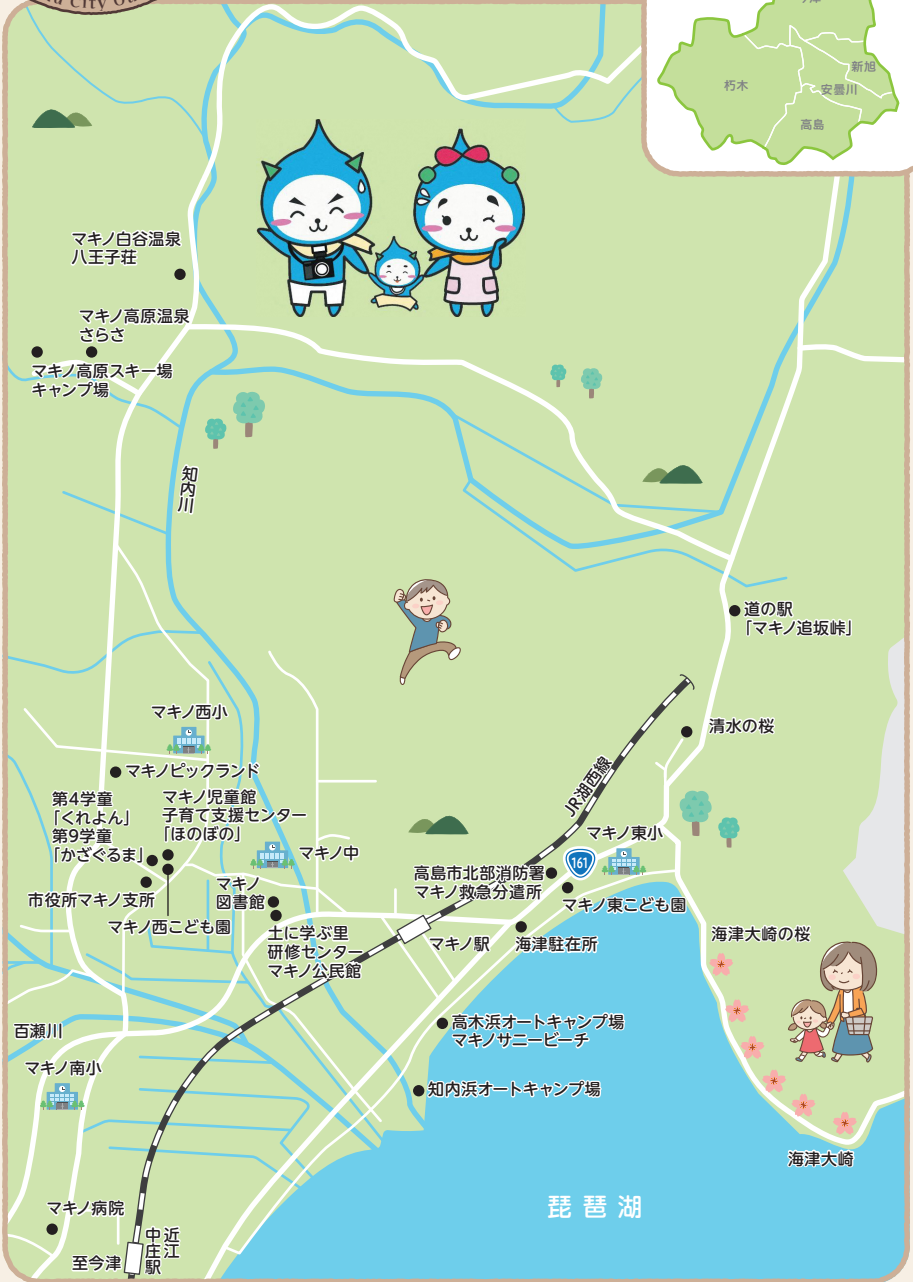 City Gu
新旭
朽木
安曇川
高島
マキノ白谷温泉
八王子荘
マキノ高原温泉
さらさ
マキノ高原スキー場
キャンプ場
知内川
道の駅
「マキノ追坂峠」
マキノ西小
清水の桜
マキノピックランド
JR湖西線
第4学童
「くれよん」
第9学童
「かざぐるま」
マキノ児童館
子育て支援センター
「ほのぼの」
マキノ中
マキノ東小
161
高島市北部消防署
マキノ救急分遣所
市役所マキノ支所
マキノ
図書館
マキノ東こども園
マキノ西こども園
土に学ぶ里
研修センター
マキノ公民館
マキノ駅
海津駐在所
海津大崎の桜
百瀬川
高木浜オートキャンプ場
マキノサニービーチ
マキノ南小
知内浜オートキャンプ場
海津大崎
マキノ病院
琵琶湖
至今津
近江
中庄駅